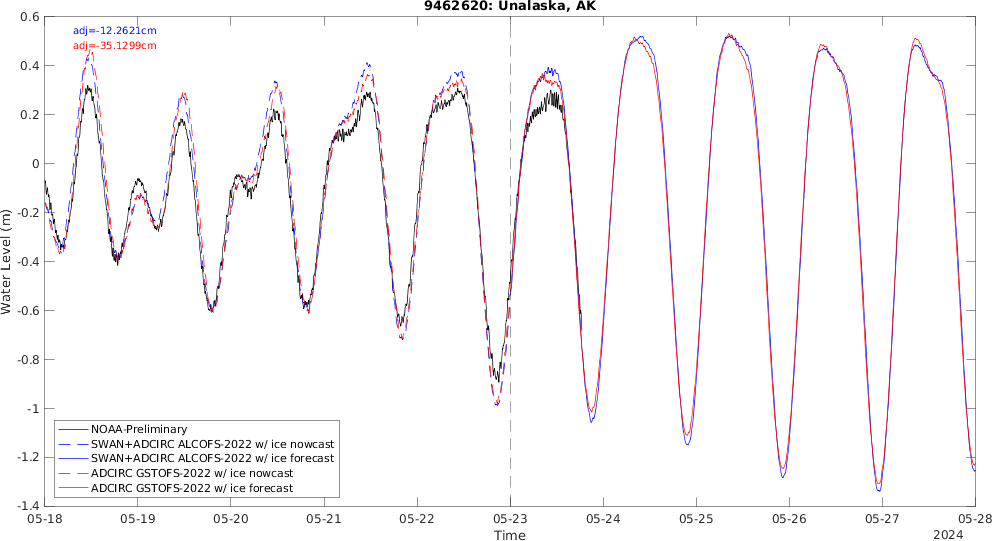 9462620: Unalaska, AK
adj=-12.2621cm
adj=-35.1299cm
0.6
0.4
0.2
0
-0.2
-0.4
-0.6
-0.8
-1
-1.2
-1.4
Water Level (m)
NOAA-Preliminary
SWAN+ADCIRC ALCOFS-2022 w/ ice nowcast
SWAN+ADCIRC ALCOFS-2022 w/ ice forecast
ADCIRC GSTOFS-2022 w/ ice nowcast
ADCIRC GSTOFS-2022 w/ ice forecast
05-18 05-19 05-20 05-21 05-22 05-23 05-24 05-25 05-26 05-27 05-28
Time
2024